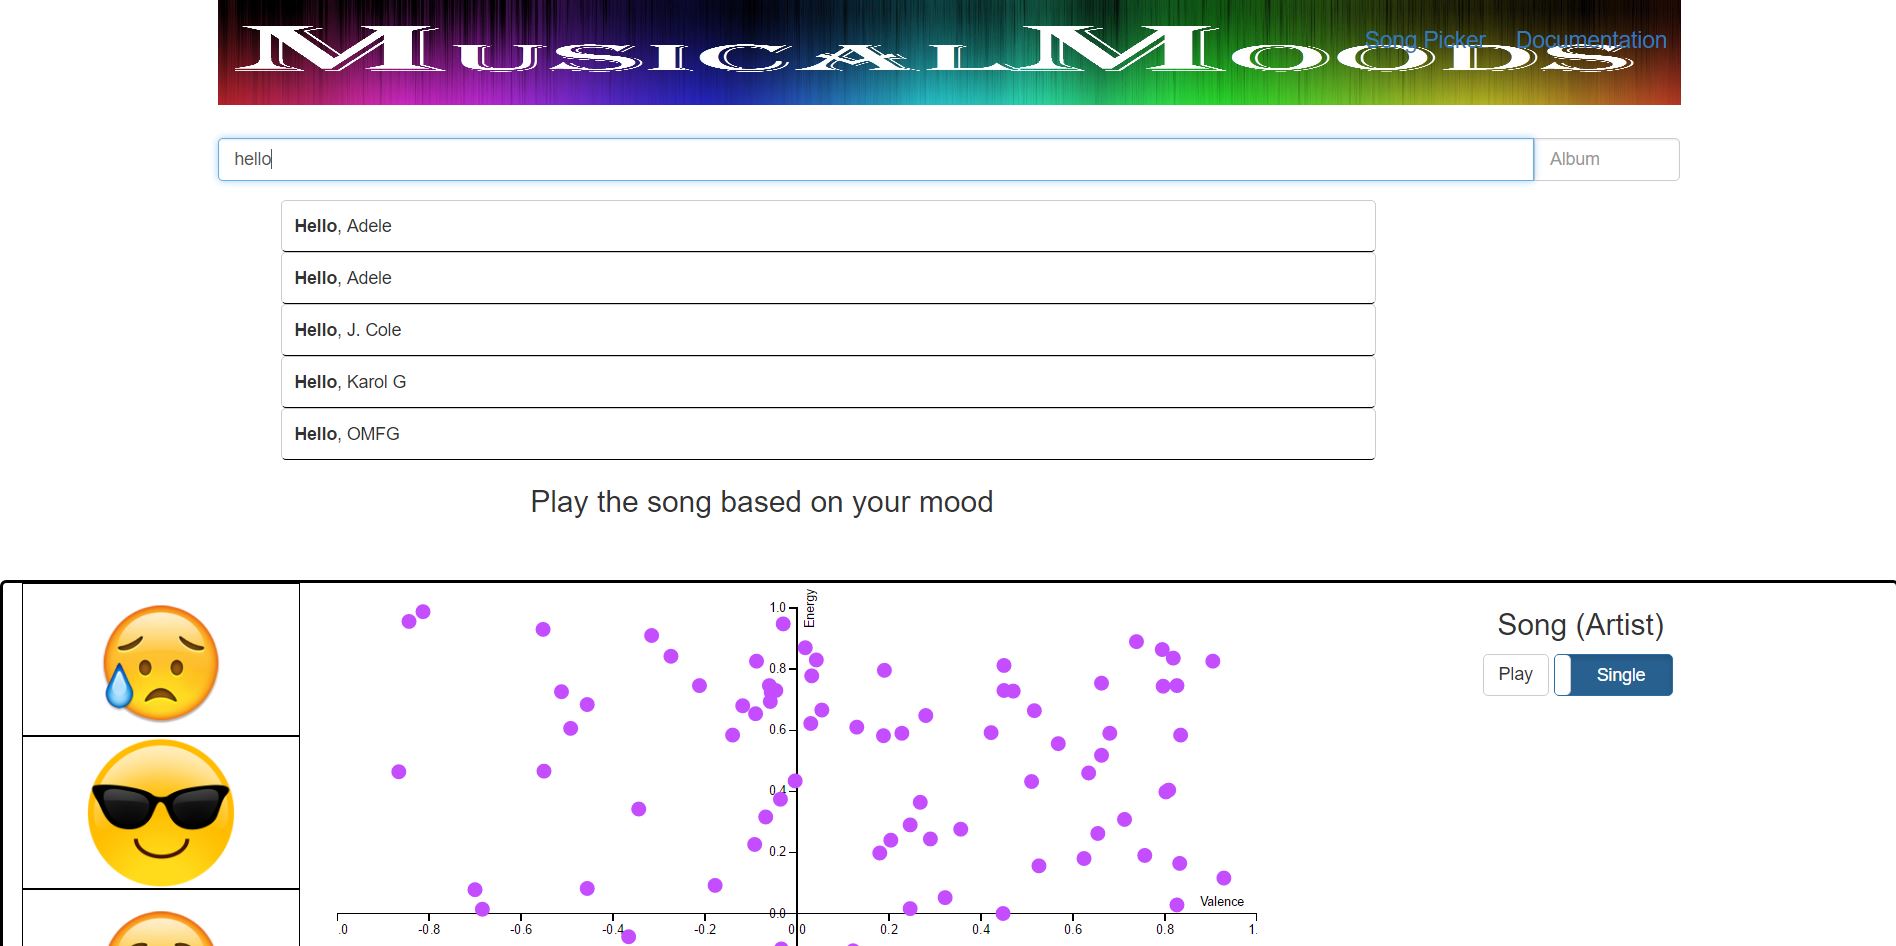 MusicalMoods
Song Picker Documentation
hello Album
Hello, Adele
Hello, Adele
Hello, J. Cole
Hello, Karol G
Hello, OMFG
Play the song based on your mood
Song (Artist)
Play Single
Energy
1.0
0.8
0.6
0.4
0.2
0.0
Valence
.0 -0.8 -0.6 -0.4 -0.2 0.0 0.2 0.4 0.6 0.8 1.